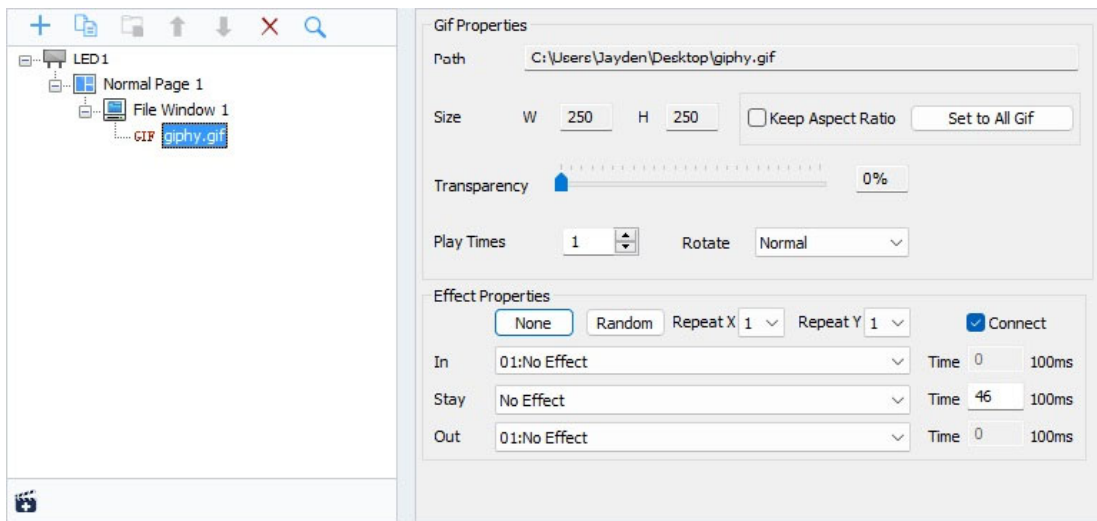 LED1
Normal Page 1
File Window 1
GIF giphy.gif
Gif Properties
Path C:\Users\Jayden\Desktop\giphy.gif
Size W 250 H 250 Keep Aspect Ratio Set to All Gif
Transparency 0%
Play Times 1 Rotate Normal
Effect Properties
None Random Repeat X 1 Repeat Y 1 Connect
In 01:No Effect Time 0 100ms
Stay No Effect Time 46 100ms
Out 01:No Effect Time 0 100ms